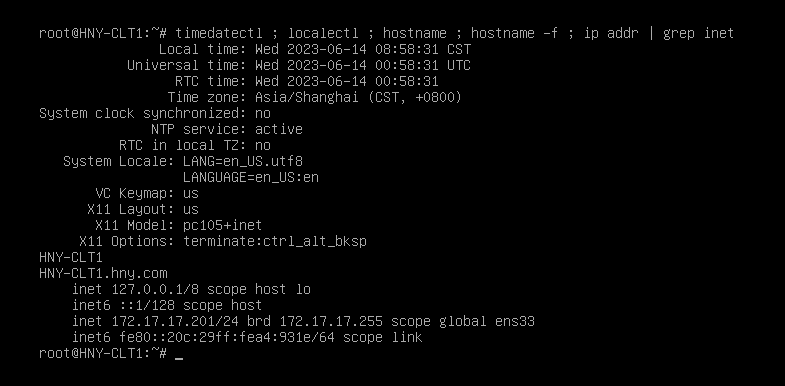 root@HNY-CLT1:~# timedatectl ; localectl ; hostname ; hostname -f ; ip addr | grep inet
               Local time: Wed 2023-06-14 08:58:31 CST
           Universal time: Wed 2023-06-14 00:58:31 UTC
                 RTC time: Wed 2023-06-14 00:58:31
                Time zone: Asia/Shanghai (CST, +0800)
System clock synchronized: no
              NTP service: active
          RTC in local TZ: no
   System Locale: LANG=en_US.utf8
                  LANGUAGE=en_US:en
       VC Keymap: us
      X11 Layout: us
       X11 Model: pc105+inet
     X11 Options: terminate:ctrl_alt_bksp
HNY-CLT1
HNY-CLT1.hny.com
    inet 127.0.0.1/8 scope host lo
    inet6 ::1/128 scope host
    inet 172.17.17.201/24 brd 172.17.17.255 scope global ens33
    inet6 fe80::20c:29ff:fea4:931e/64 scope link
root@HNY-CLT1:~# _